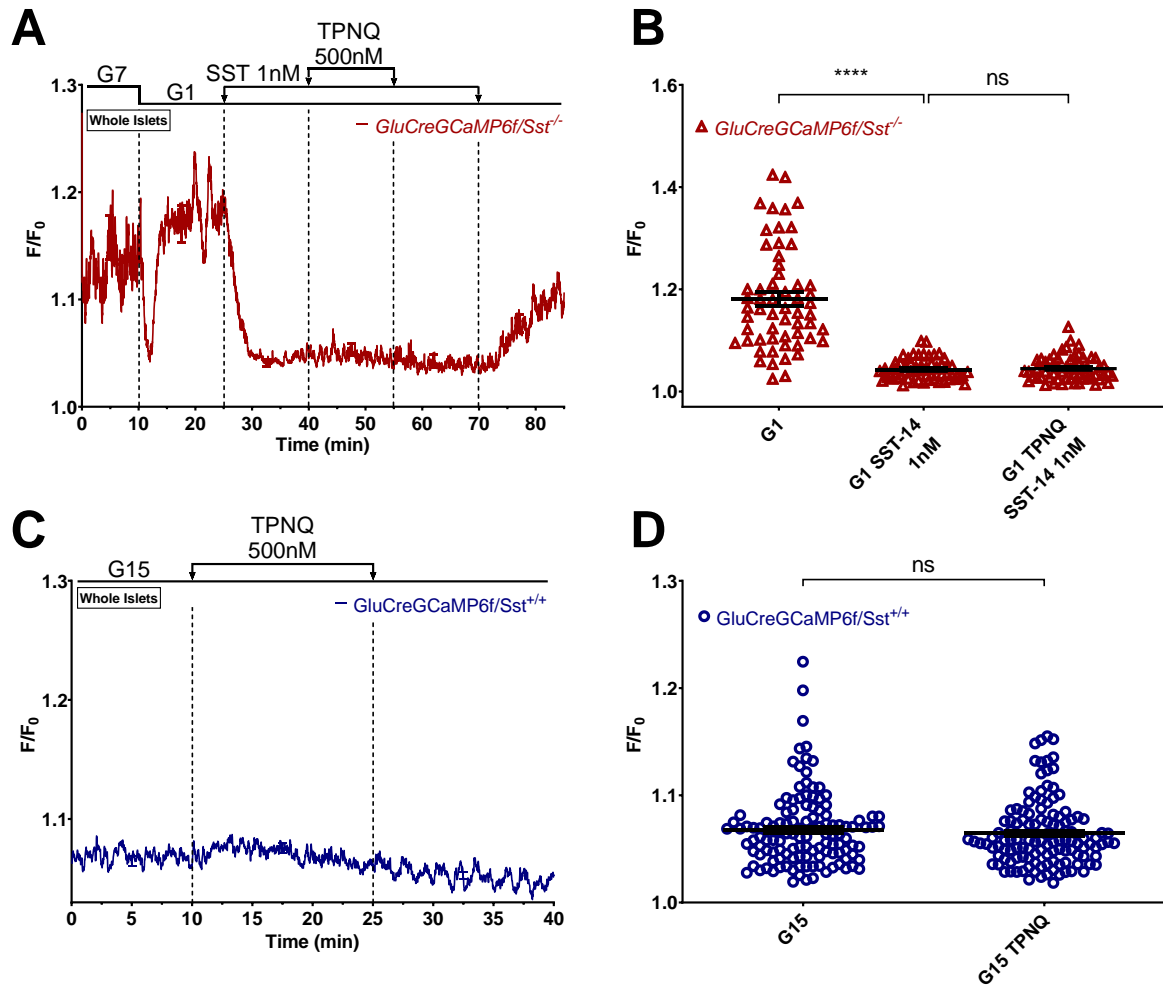 A
TPNQ
500nM
G7
G1
SST 1nM
Whole Islets
GluCreGCaMP6f/Sst-/-
1.3
1.2
1.1
1.0
F/F0
0 10 20 30 40 50 60 70 80
Time (min)
B
**** ns
GluCreGCaMP6f/Sst-/-
1.6
1.4
1.2
1.0
F/F0
G1
G1 SST-14
1nM
G1 TPNQ
SST-14 1nM
C
TPNQ
500nM
G15
Whole Islets
GluCreGCaMP6f/Sst+/+
1.3
1.2
1.1
1.0
F/F0
0 5 10 15 20 25 30 35 40
Time (min)
D
ns
GluCreGCaMP6f/Sst+/+
1.3
1.2
1.1
1.0
F/F0
G15
G15 TPNQ